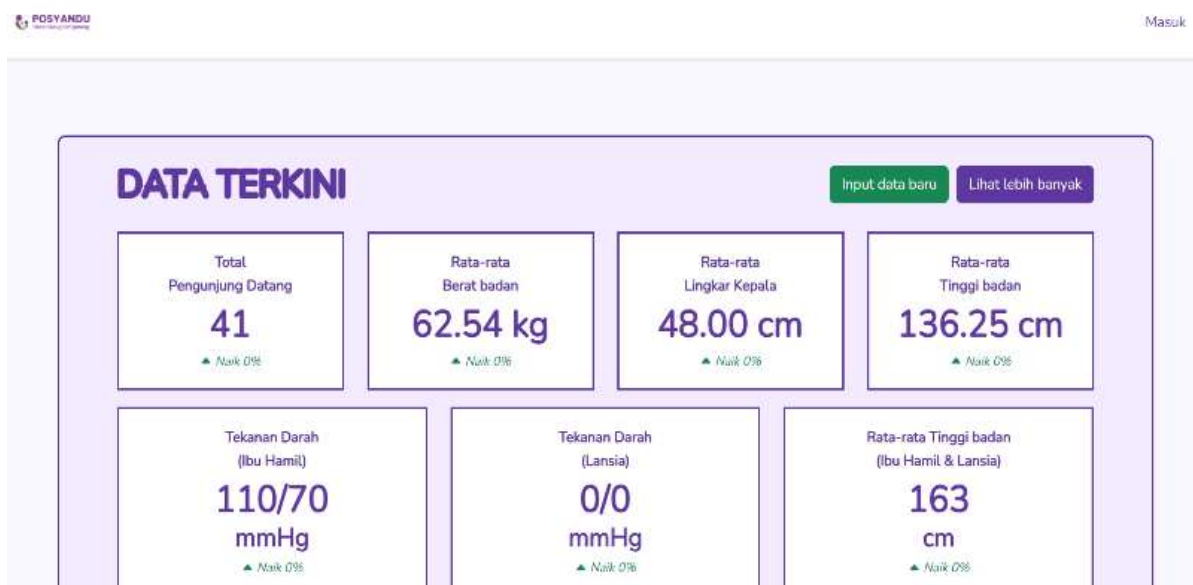 POSYANDU
Masuk
DATA TERKINI
Input data baru
Lihat lebih banyak
Total
Pengunjung Datang
41
Naik 0%
Rata-rata
Berat badan
62.54 kg
Naik 0%
Rata-rata
Lingkar Kepala
48.00 cm
Naik 0%
Rata-rata
Tinggi badan
136.25 cm
Naik 0%
Tekanan Darah
(Ibu Hamil)
110/70
mmHg
Naik 0%
Tekanan Darah
(Lansia)
0/0
mmHg
Naik 0%
Rata-rata Tinggi badan
(Ibu Hamil & Lansia)
163
cm
Naik 0%